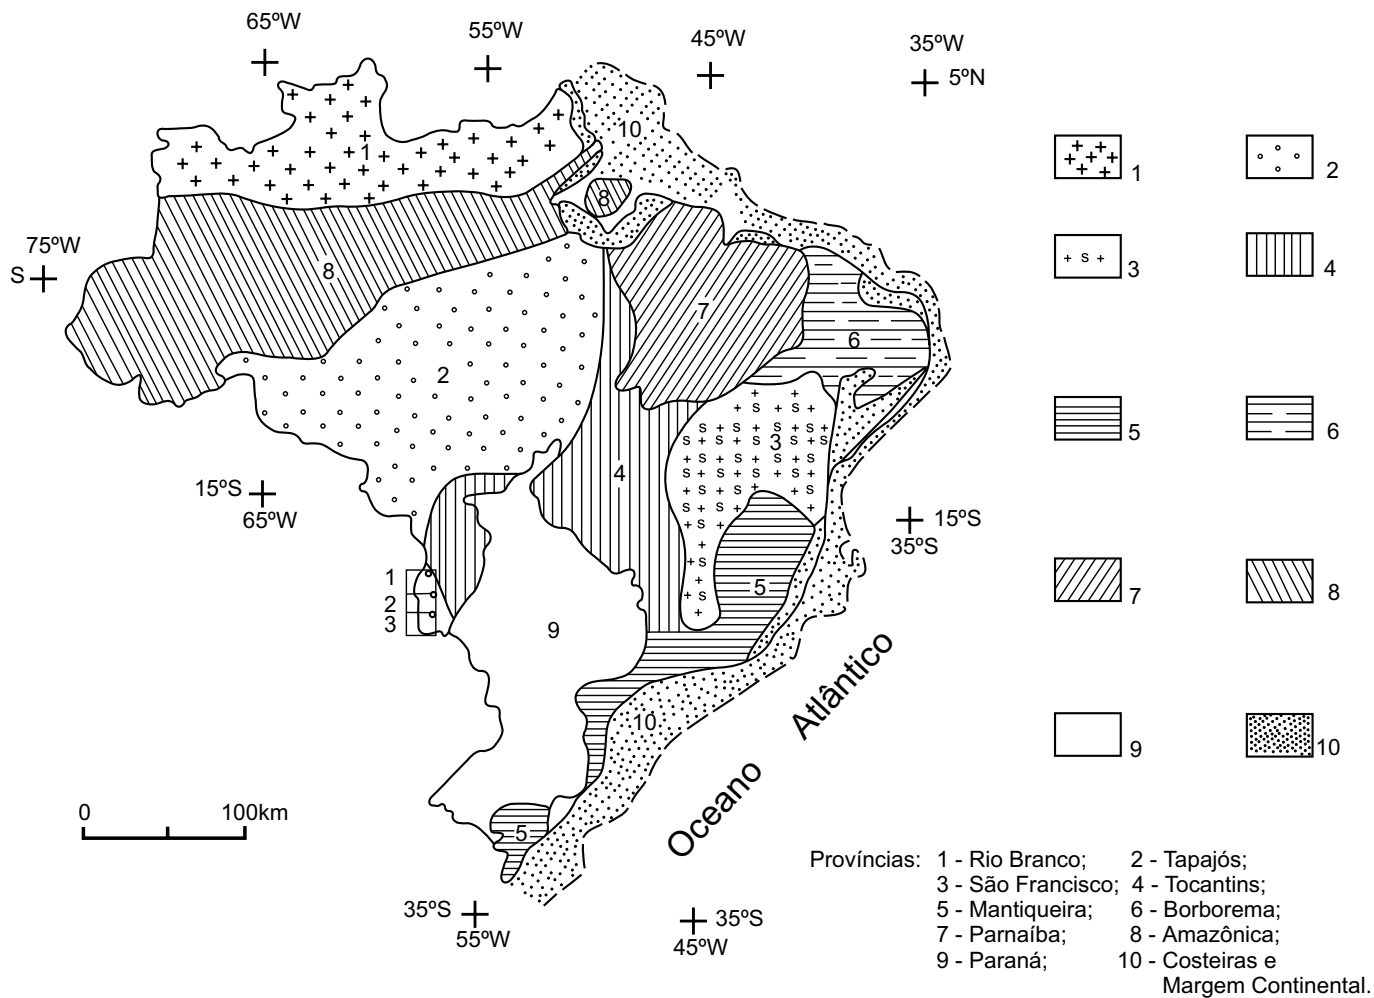 65ºW
55ºW
45ºW
35ºW
5ºN
10
1
8
75ºW
S
8
7
6
2
3
4
15ºS
65ºW
15ºS
35ºS
1
2
3
5
9
10
5
Oceano Atlântico
0 100km
35ºS
55ºW
35ºS
45ºW
1
2
+ s + 3
4
5
6
7
8
9
10
Províncias: 1 - Rio Branco; 2 - Tapajós;
3 - São Francisco; 4 - Tocantins;
5 - Mantiqueira; 6 - Borborema;
7 - Parnaíba; 8 - Amazônica;
9 - Paraná; 10 - Costeiras e
Margem Continental.